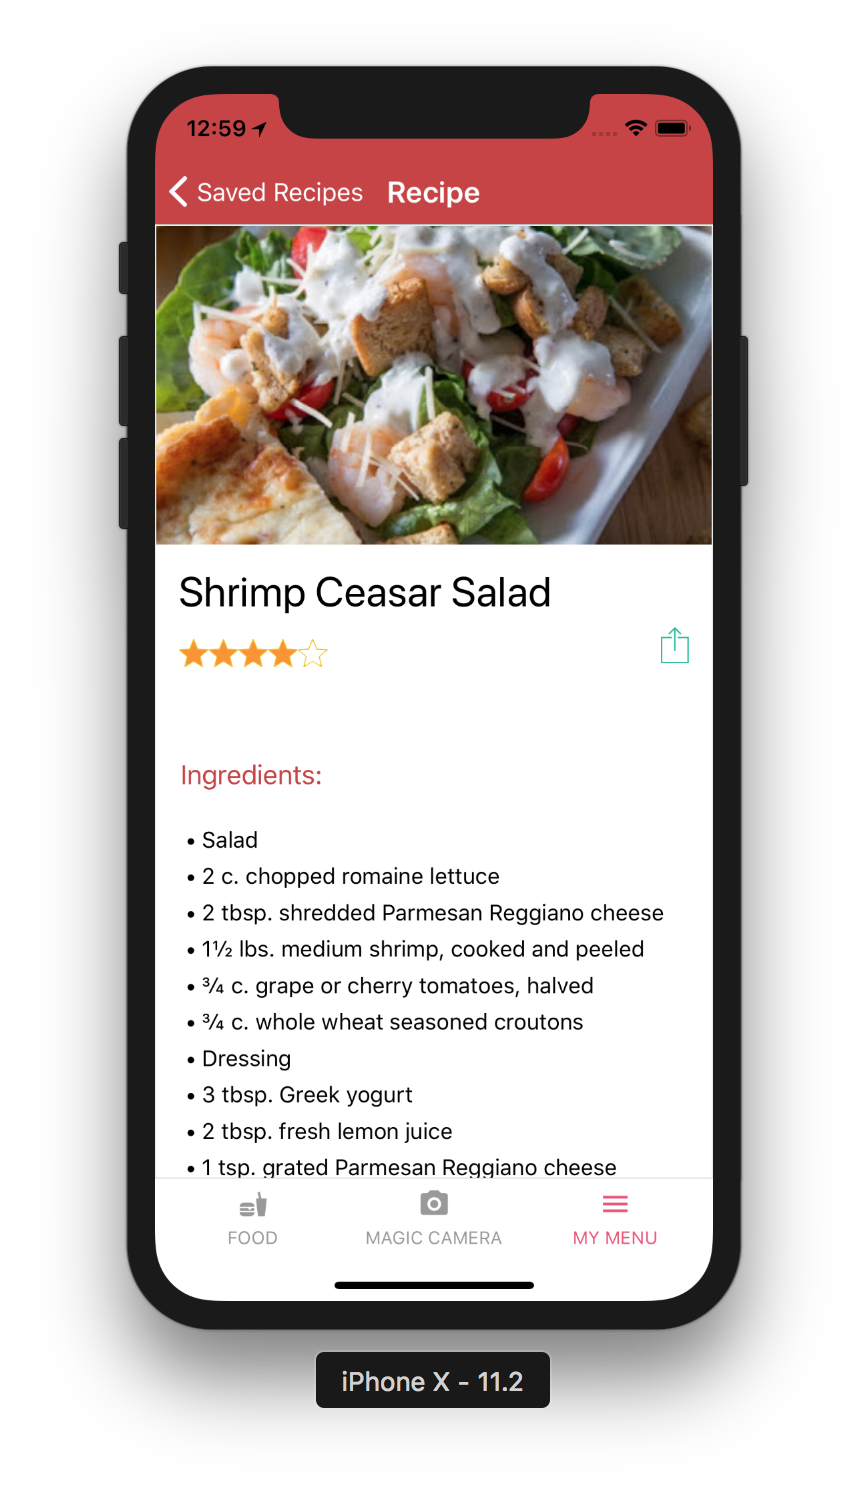 12:59
Saved Recipes Recipe
Shrimp Ceasar Salad
Ingredients:
• Salad
• 2 c. chopped romaine lettuce
• 2 tbsp. shredded Parmesan Reggiano cheese
• 1½ lbs. medium shrimp, cooked and peeled
• ¾ c. grape or cherry tomatoes, halved
• ¾ c. whole wheat seasoned croutons
• Dressing
• 3 tbsp. Greek yogurt
• 2 tbsp. fresh lemon juice
• 1 tsp. grated Parmesan Reggiano cheese
FOOD MAGIC CAMERA MY MENU
iPhone X - 11.2